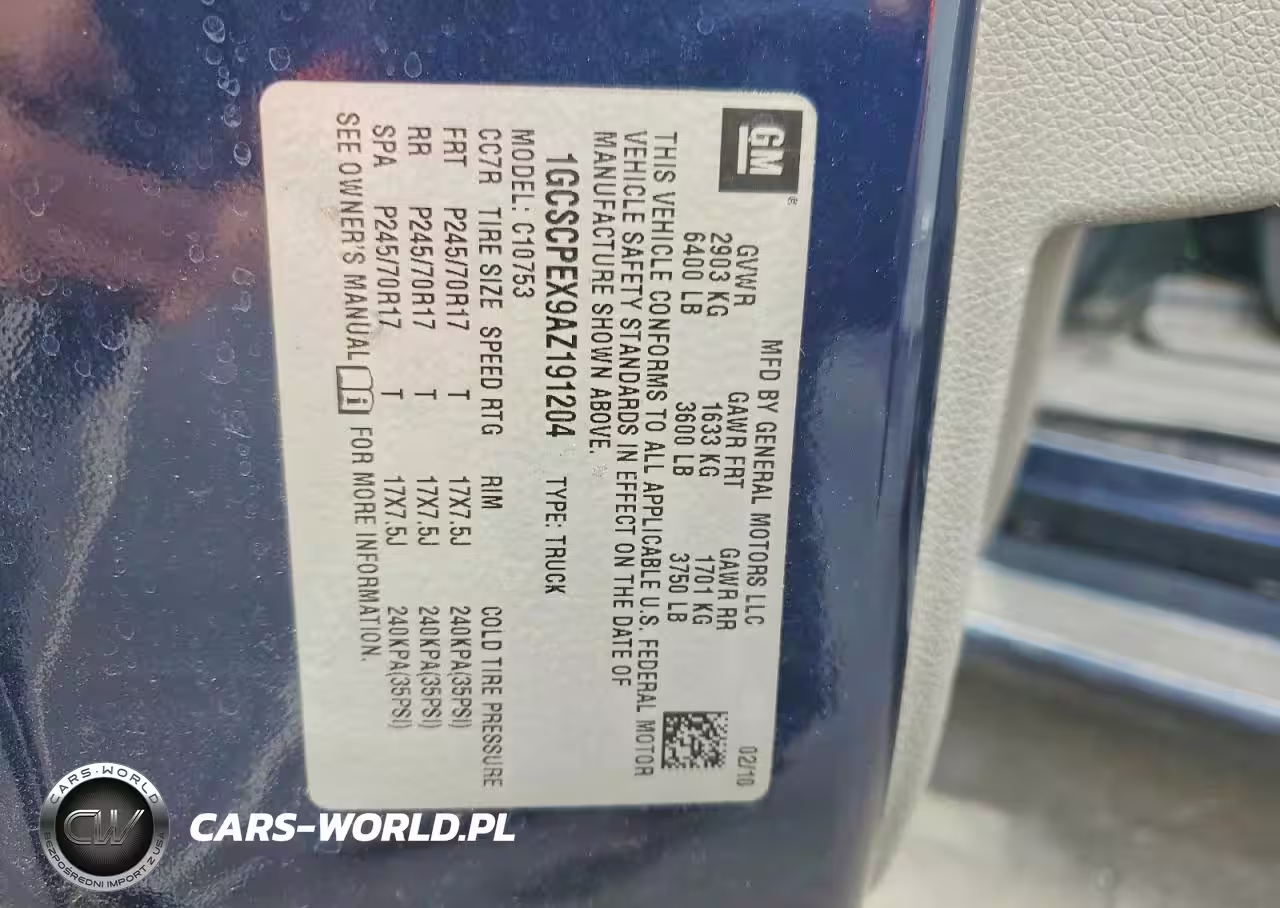 GM
MFD BY GENERAL MOTORS LLC 02/10
GVWR GAWR FRT GAWR RR
2903 KG 1633 KG 1701 KG
6400 LB 3600 LB 3750 LB
THIS VEHICLE CONFORMS TO ALL APPLICABLE U.S. FEDERAL MOTOR
VEHICLE SAFETY STANDARDS IN EFFECT ON THE DATE OF
MANUFACTURE SHOWN ABOVE.
1GCSCPEX9AZ191204 TYPE: TRUCK
MODEL: C10753
CC7R TIRE SIZE SPEED RTG RIM COLD TIRE PRESSURE
FRT P245/70R17 T 17X7.5J 240KPA(35PSI)
RR P245/70R17 T 17X7.5J 240KPA(35PSI)
SPA P245/70R17 T 17X7.5J 240KPA(35PSI)
SEE OWNER'S MANUAL FOR MORE INFORMATION.
CARS-WORLD
CW
BEZPOŚREDNI IMPORT Z USA
CARS-WORLD.PL